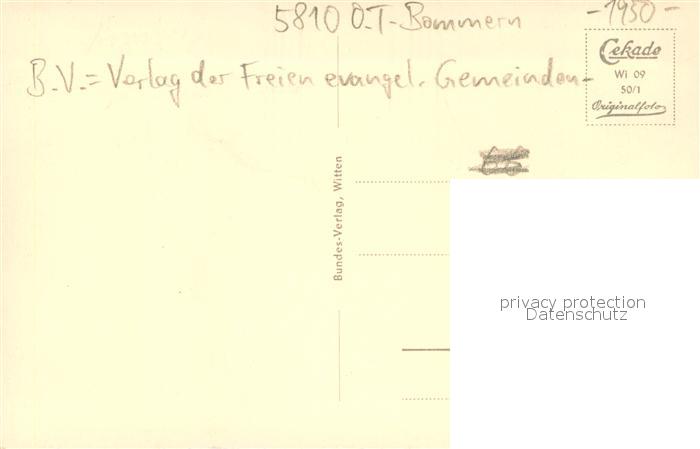 5810 O.T-Bommern
-1950-
B.V.= Verlag der Freien evangel. Gemeinden-
Cekade
Wi 09
50/1
Originalfoto
Bundes-Verlag, Witten
privacy protection
Datenschutz